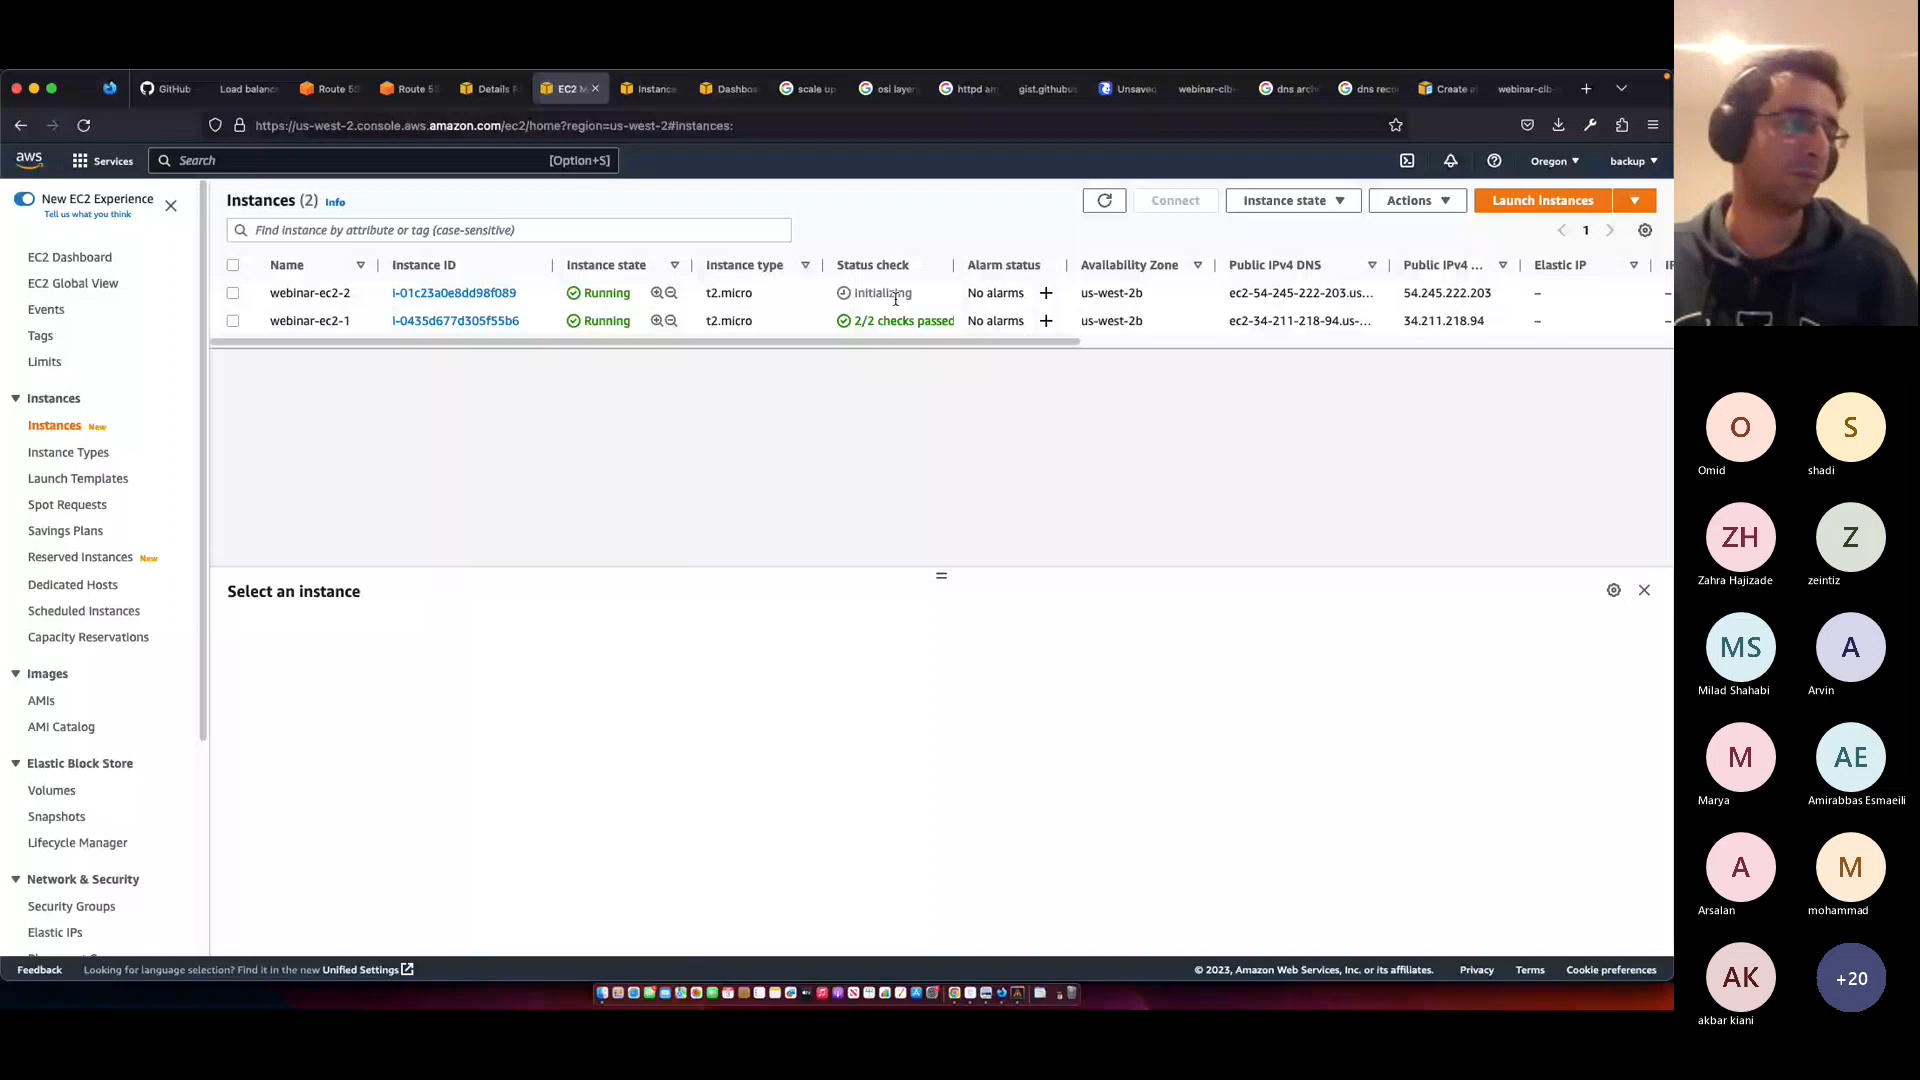 GitHub
Load balanc
Route 5
Route 5
Details
EC2 M
Instance
Dashbo
scale up
osi layer
httpd a
gist.githubu
Unsaved
webinar-clb-
dns arch
dns reco
Create a
webinar-clb-
https://us-west-2.console.aws.amazon.com/ec2/home?region=us-west-2#Instances:
aws
Services
Search
[Option+S]
Oregon
backup
New EC2 Experience
Tell us what you think
EC2 Dashboard
EC2 Global View
Events
Tags
Limits
Instances
Instances New
Instance Types
Launch Templates
Spot Requests
Savings Plans
Reserved Instances New
Dedicated Hosts
Scheduled Instances
Capacity Reservations
Images
AMIs
AMI Catalog
Elastic Block Store
Volumes
Snapshots
Lifecycle Manager
Network & Security
Security Groups
Elastic IPs
Instances (2) Info
Connect
Instance state
Actions
Launch instances
Find instance by attribute or tag (case-sensitive)
1
Name Instance ID Instance state Instance type Status check Alarm status Availability Zone Public IPv4 DNS Public IPv4 ... Elastic IP IP
webinar-ec2-2 i-01c23a0e8dd98f089 Running t2.micro Initializing No alarms + us-west-2b ec2-54-245-222-203.us... 54.245.222.203 –
webinar-ec2-1 i-0435d677d305f55b6 Running t2.micro 2/2 checks passed No alarms + us-west-2b ec2-34-211-218-94.us-... 34.211.218.94 –
Select an instance
Feedback
Looking for language selection? Find it in the new Unified Settings
© 2023, Amazon Web Services, Inc. or its affiliates.
Privacy
Terms
Cookie preferences
O
Omid
S
shadi
ZH
Zahra Hajizade
Z
zeintiz
MS
Milad Shahabi
A
Arvin
M
Marya
AE
Amirabbas Esmaeili
A
Arsalan
M
mohammad
AK
akbar kiani
+20